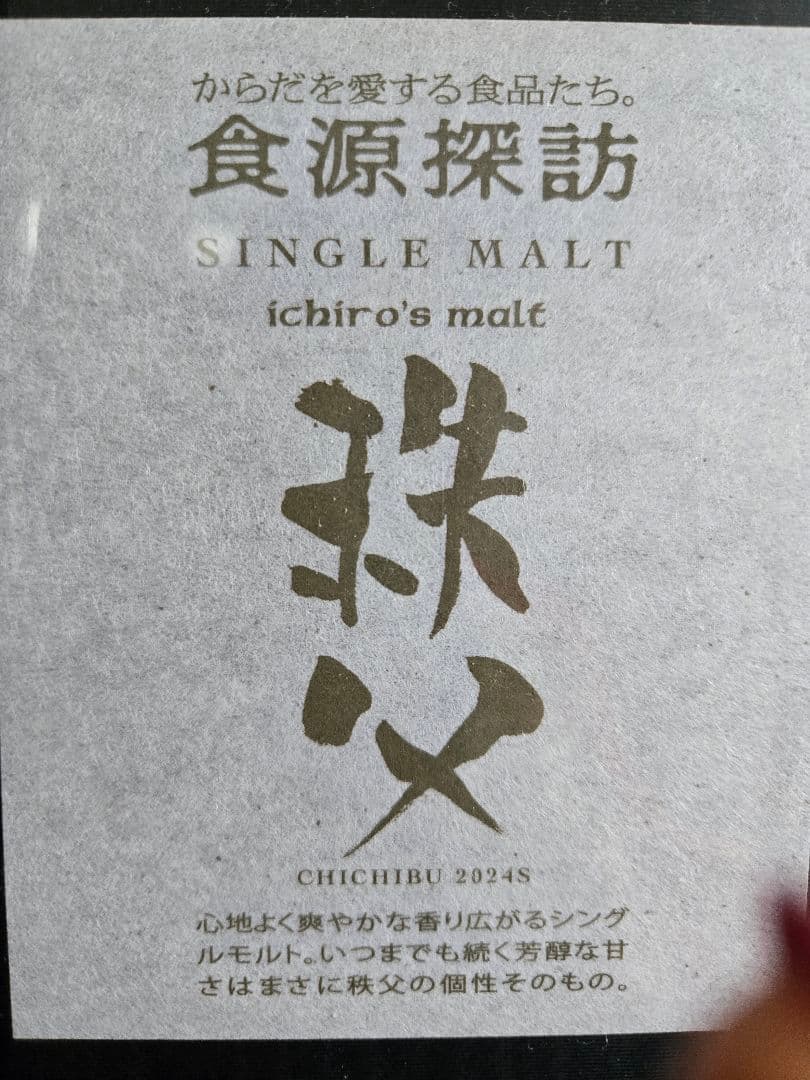 からだを愛する食品たち。
食源探訪
SINGLE MALT
ichiro's malt
秩父
CHICHIBU 2024S
心地よく爽やかな香り広がるシング
ルモルト。いつまでも続く芳醇な甘
さはまさに秩父の個性そのもの。